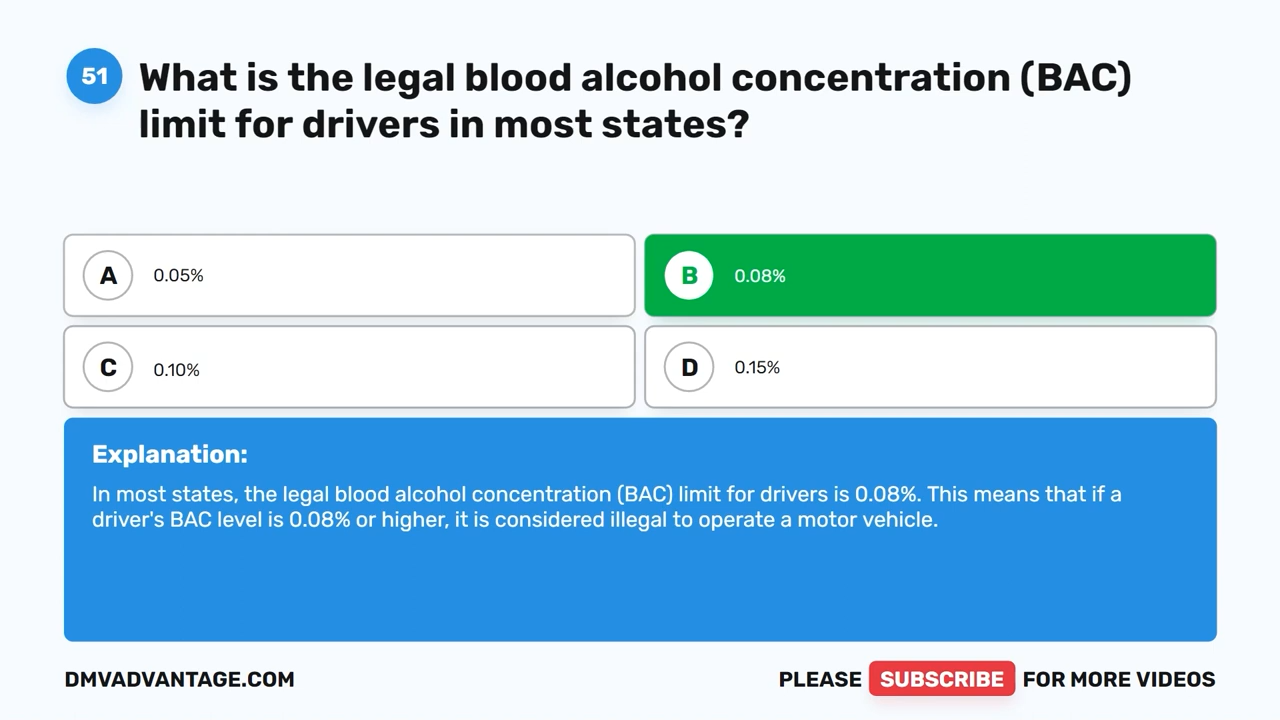 51
What is the legal blood alcohol concentration (BAC)
limit for drivers in most states?
A 0.05%
B 0.08%
C 0.10%
D 0.15%
Explanation:
In most states, the legal blood alcohol concentration (BAC) limit for drivers is 0.08%. This means that if a
driver's BAC level is 0.08% or higher, it is considered illegal to operate a motor vehicle.
DMVADVANTAGE.COM
PLEASE SUBSCRIBE FOR MORE VIDEOS